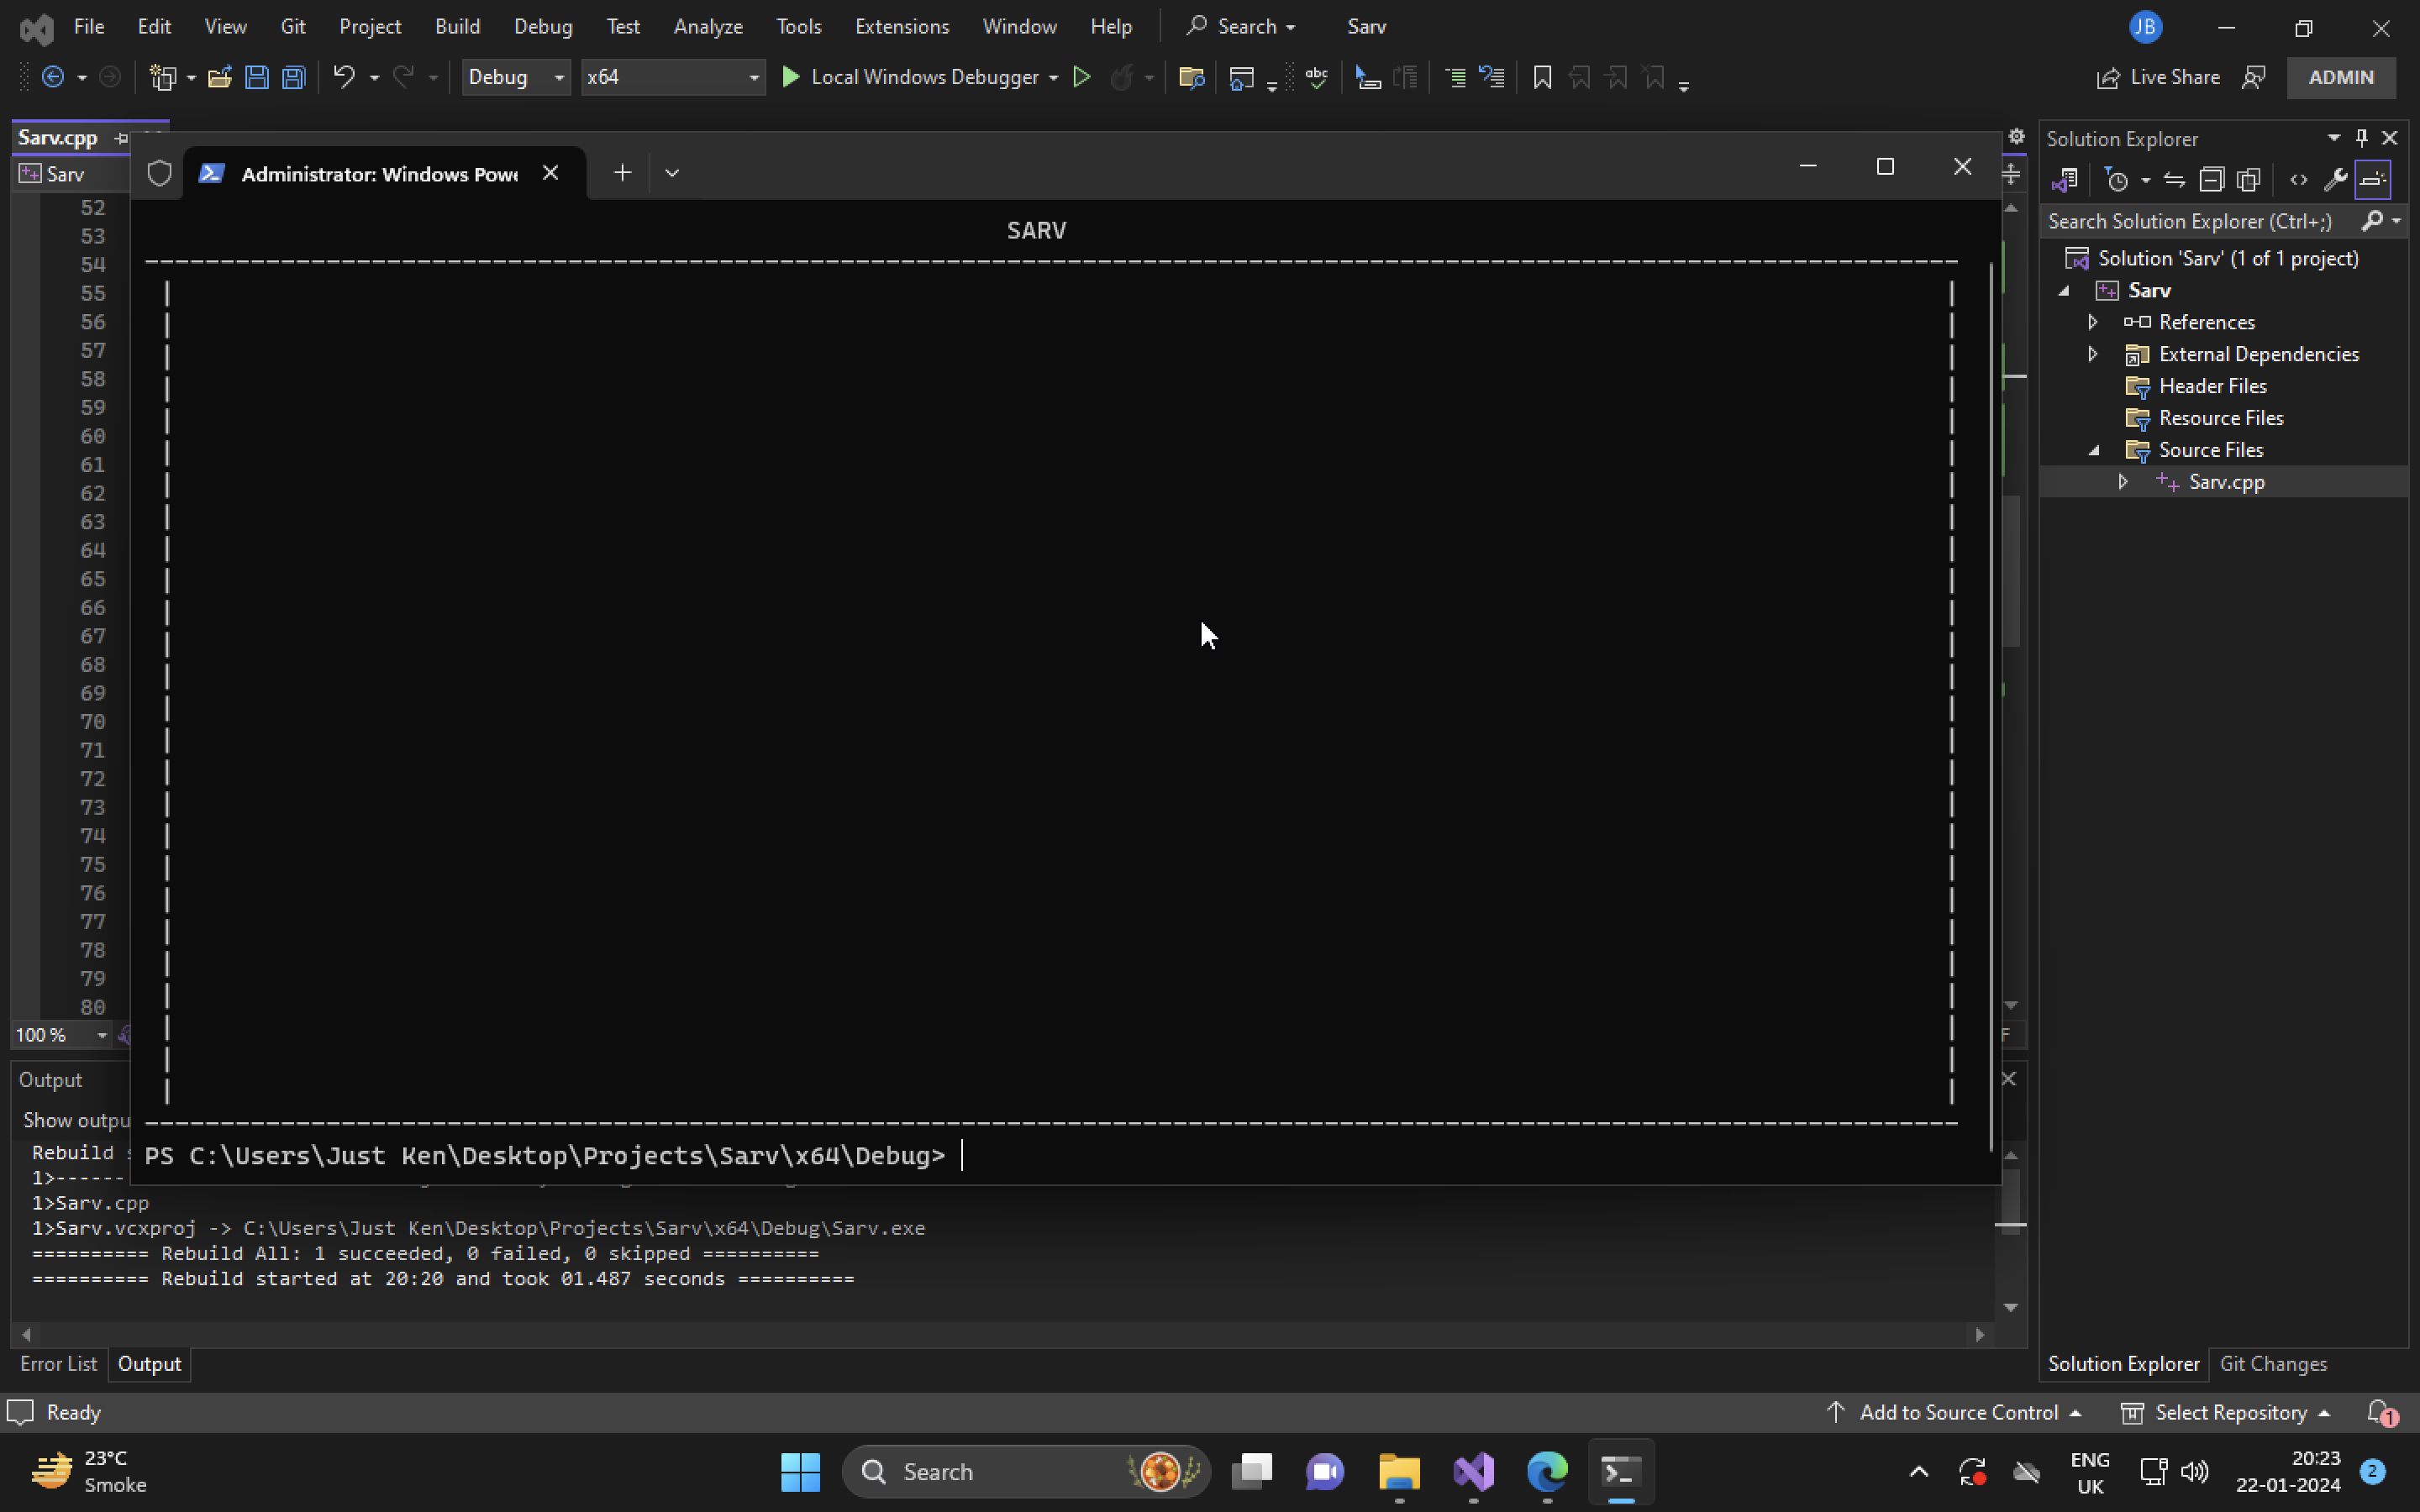 File Edit View Git Project Build Debug Test Analyze Tools Extensions Window Help Search Sarv JB
Debug x64 Local Windows Debugger abc Live Share ADMIN
Sarv.cpp
Sarv
Administrator: Windows
SARV
52
53
54
55
56
57
58
59
60
61
62
63
64
65
66
67
68
69
70
71
72
73
74
75
76
77
78
79
80
100 %
PS C:\Users\Just Ken\Desktop\Projects\Sarv\x64\Debug>
Output
Show
Rebuild
1>------
1>Sarv.cpp
1>Sarv.vcxproj -> C:\Users\Just Ken\Desktop\Projects\Sarv\x64\Debug\Sarv.exe
========== Rebuild All: 1 succeeded, 0 failed, 0 skipped ==========
========== Rebuild started at 20:20 and took 01.487 seconds ==========
Error List Output
Solution Explorer
Search Solution Explorer (Ctrl+;)
Solution 'Sarv' (1 of 1 project)
Sarv
References
External Dependencies
Header Files
Resource Files
Source Files
Sarv.cpp
Solution Explorer Git Changes
Ready Add to Source Control Select Repository 1
23°C
Smoke
Search
ENG
UK
20:23
22-01-2024
2